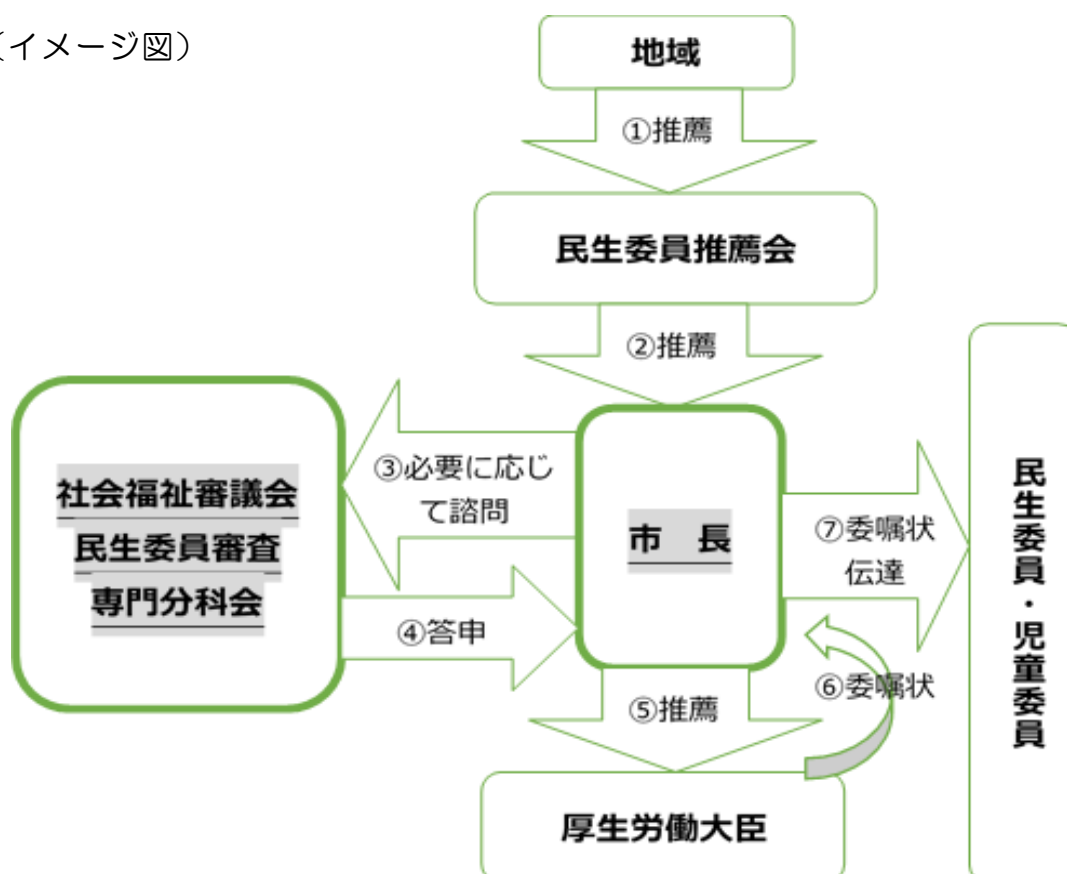 （イメージ図）
地域
①推薦
民生委員推薦会
②推薦
社会福祉審議会
民生委員審査
専門分科会
③必要に応じ
て諮問
④答申
市　長
⑤推薦
⑥委嘱状
⑦委嘱状
伝達
厚生労働大臣
民生委員・児童委員